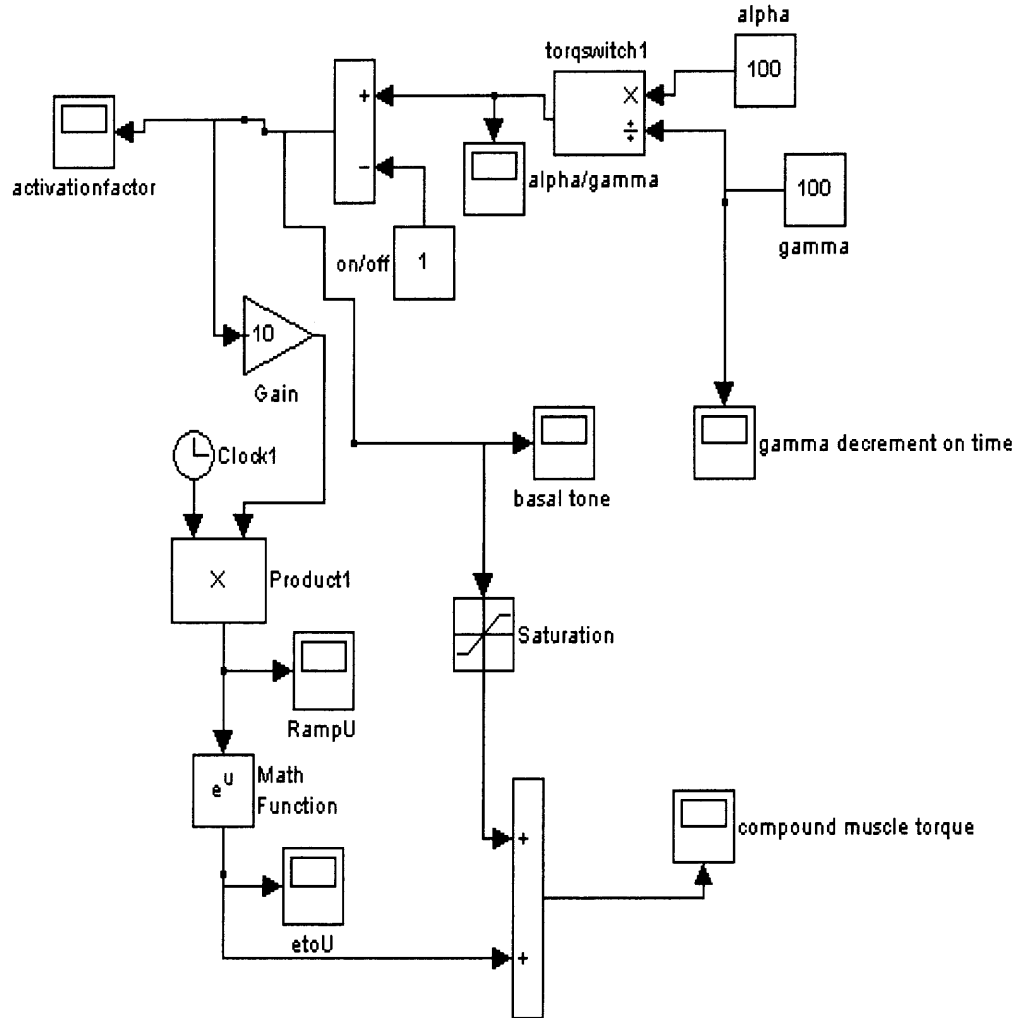 alpha
torqswitch1
100
×
÷
+
−
activationfactor
alpha/gamma
100
gamma
on/off
1
10
Gain
Clock1
basal tone
gamma decrement on time
×
Product1
Saturation
RampU
e^u
Math
Function
+
compound muscle torque
etoU
+